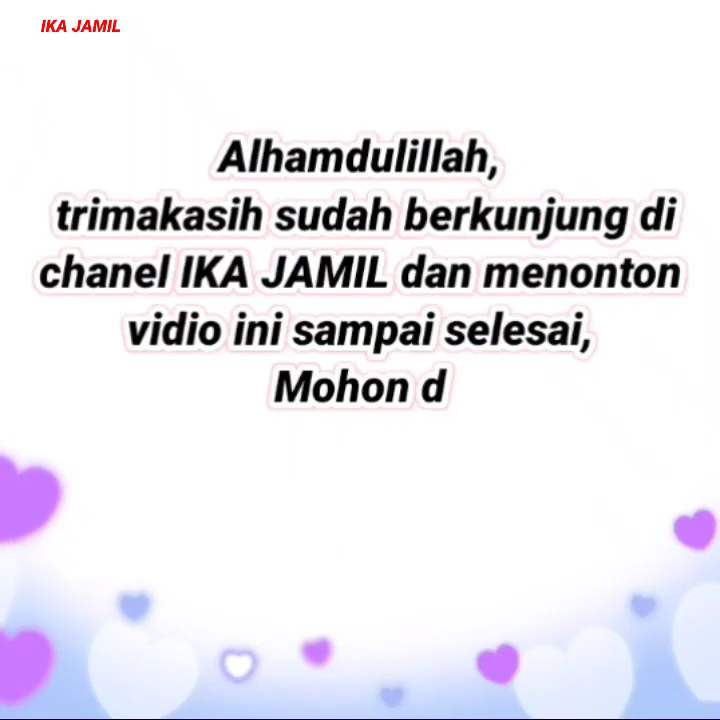 IKA JAMIL
Alhamdulillah,
trimakasih sudah berkunjung di
chanel IKA JAMIL dan menonton
vidio ini sampai selesai,
Mohon d